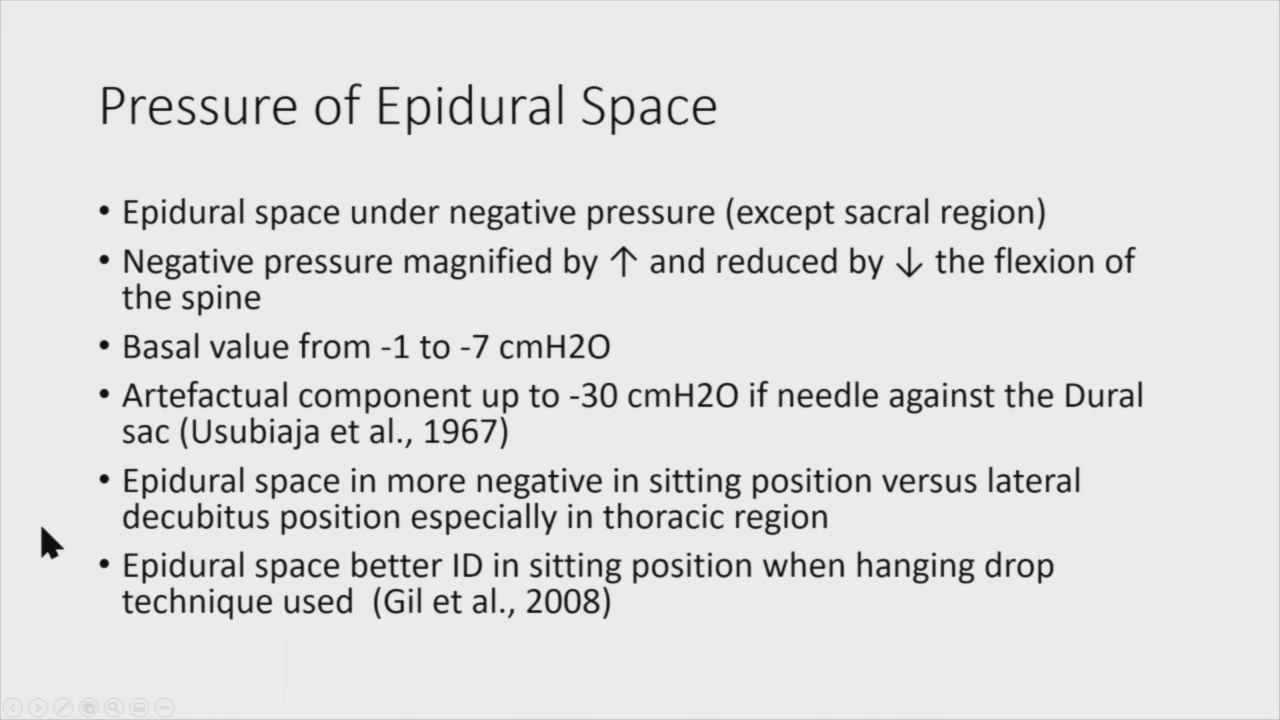 Pressure of Epidural Space
• Epidural space under negative pressure (except sacral region)
• Negative pressure magnified by ↑ and reduced by ↓ the flexion of
the spine
• Basal value from -1 to -7 cmH2O
• Artefactual component up to -30 cmH2O if needle against the Dural
sac (Usubiaja et al., 1967)
• Epidural space in more negative in sitting position versus lateral
decubitus position especially in thoracic region
• Epidural space better ID in sitting position when hanging drop
technique used  (Gil et al., 2008)